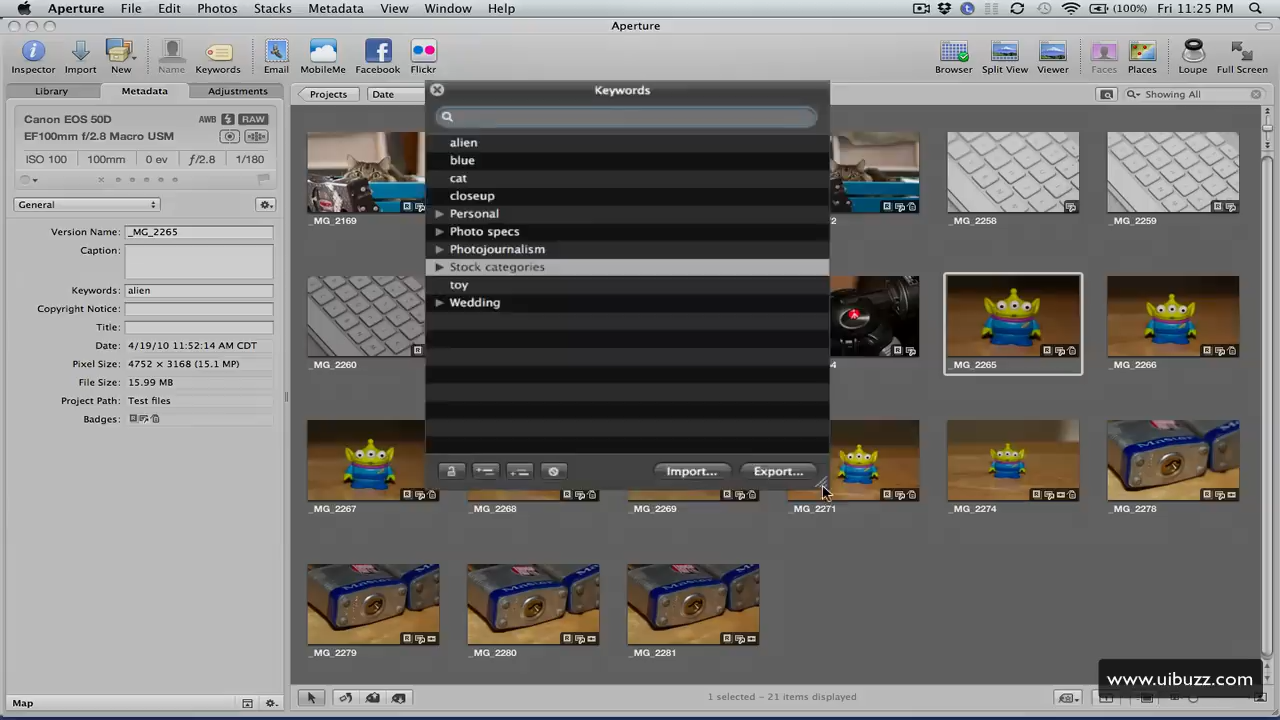 Aperture File Edit Photos Stacks Metadata View Window Help (100%) Fri 11:25 PM
Aperture
Inspector Import New Name Keywords Email MobileMe Facebook Flickr Browser Split View Viewer Faces Places Loupe Full Screen
Library Metadata Adjustments
Projects Date Showing All
Keywords
Canon EOS 50D AWB RAW
EF100mm f/2.8 Macro USM
ISO 100 100mm 0 ev ƒ/2.8 1/180
General
Version Name: _MG_2265
Caption:
Keywords: alien
Copyright Notice:
Title:
Date: 4/19/10 11:52:14 AM CDT
Pixel Size: 4752 × 3168 (15.1 MP)
File Size: 15.99 MB
Project Path: Test files
Badges:
alien
blue
cat
closeup
Personal
Photo specs
Photojournalism
Stock categories
toy
Wedding
Import... Export...
_MG_2169 2 _MG_2258 _MG_2259
_MG_2260 4 _MG_2265 _MG_2266
_MG_2267 _MG_2268 _MG_2269 _MG_2271 _MG_2274 _MG_2278
_MG_2279 _MG_2280 _MG_2281
Map
1 selected - 21 items displayed
www.uibuzz.com